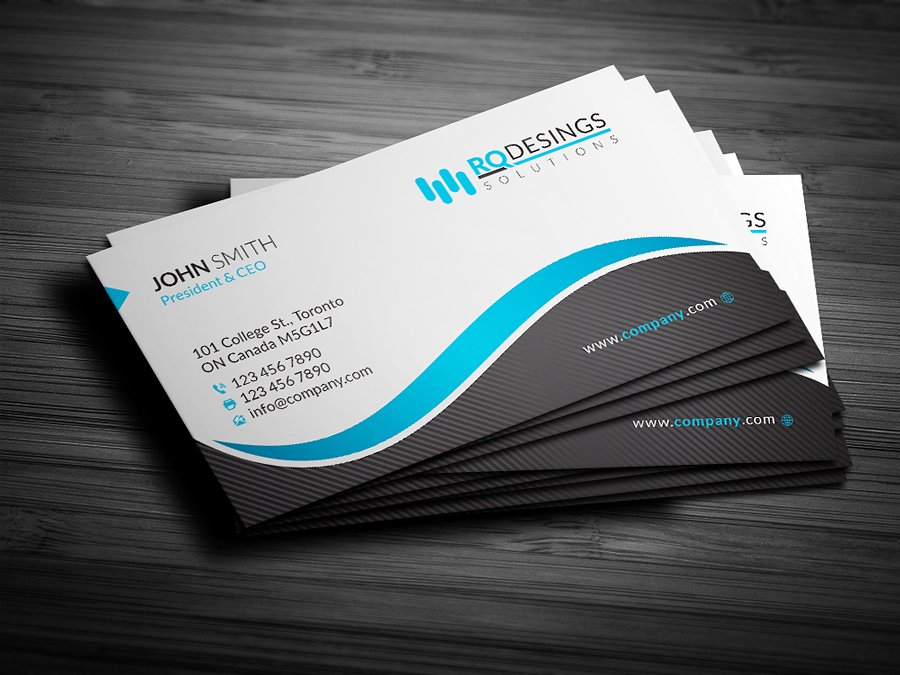 RQDESINGS
SOLUTIONS
JOHN SMITH
President & CEO
101 College St., Toronto
ON Canada M5G1L7
123 456 7890
123 456 7890
info@company.com
www.company.com
GS
S
www.company.com